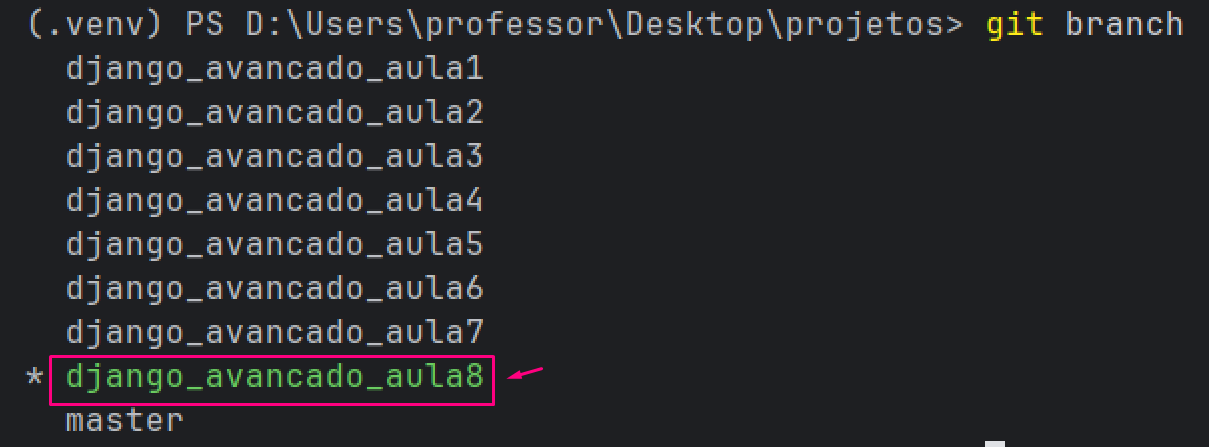 (.venv) PS D:\Users\professor\Desktop\projetos> git branch
django_avancado_aula1
django_avancado_aula2
django_avancado_aula3
django_avancado_aula4
django_avancado_aula5
django_avancado_aula6
django_avancado_aula7
* django_avancado_aula8
master